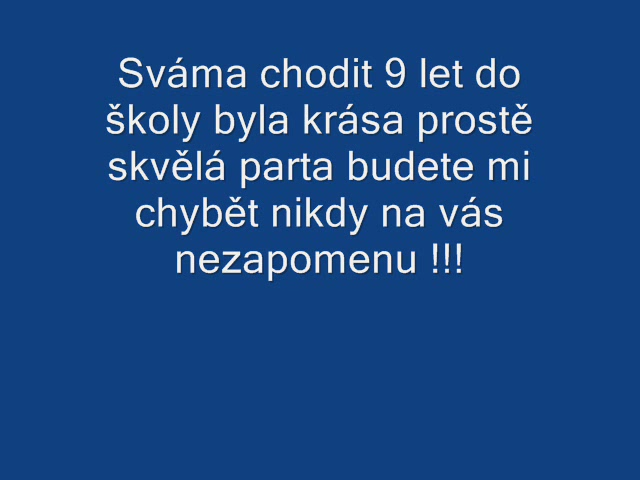 Sváma chodit 9 let do
školy byla krása prostě
skvělá parta budete mi
chybět nikdy na vás
nezapomenu !!!